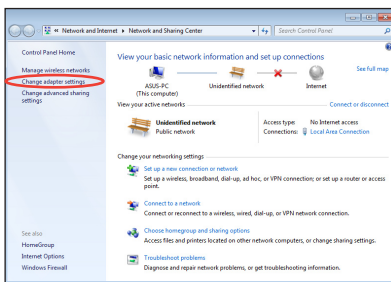 « Network and Internet ▸ Network and Sharing Center
Search Control Panel
Control Panel Home
Manage wireless networks
Change adapter settings
Change advanced sharing
settings
See also
HomeGroup
Internet Options
Windows Firewall
View your basic network information and set up connections
See full map
ASUS-PC
(This computer)
Unidentified network
Internet
View your active networks
Connect or disconnect
Unidentified network
Public network
Access type: No Internet access
Connections: Local Area Connection
Change your networking settings
Set up a new connection or network
Set up a wireless, broadband, dial-up, ad hoc, or VPN connection; or set up a router or access
point.
Connect to a network
Connect or reconnect to a wireless, wired, dial-up, or VPN network connection.
Choose homegroup and sharing options
Access files and printers located on other network computers, or change sharing settings.
Troubleshoot problems
Diagnose and repair network problems, or get troubleshooting information.